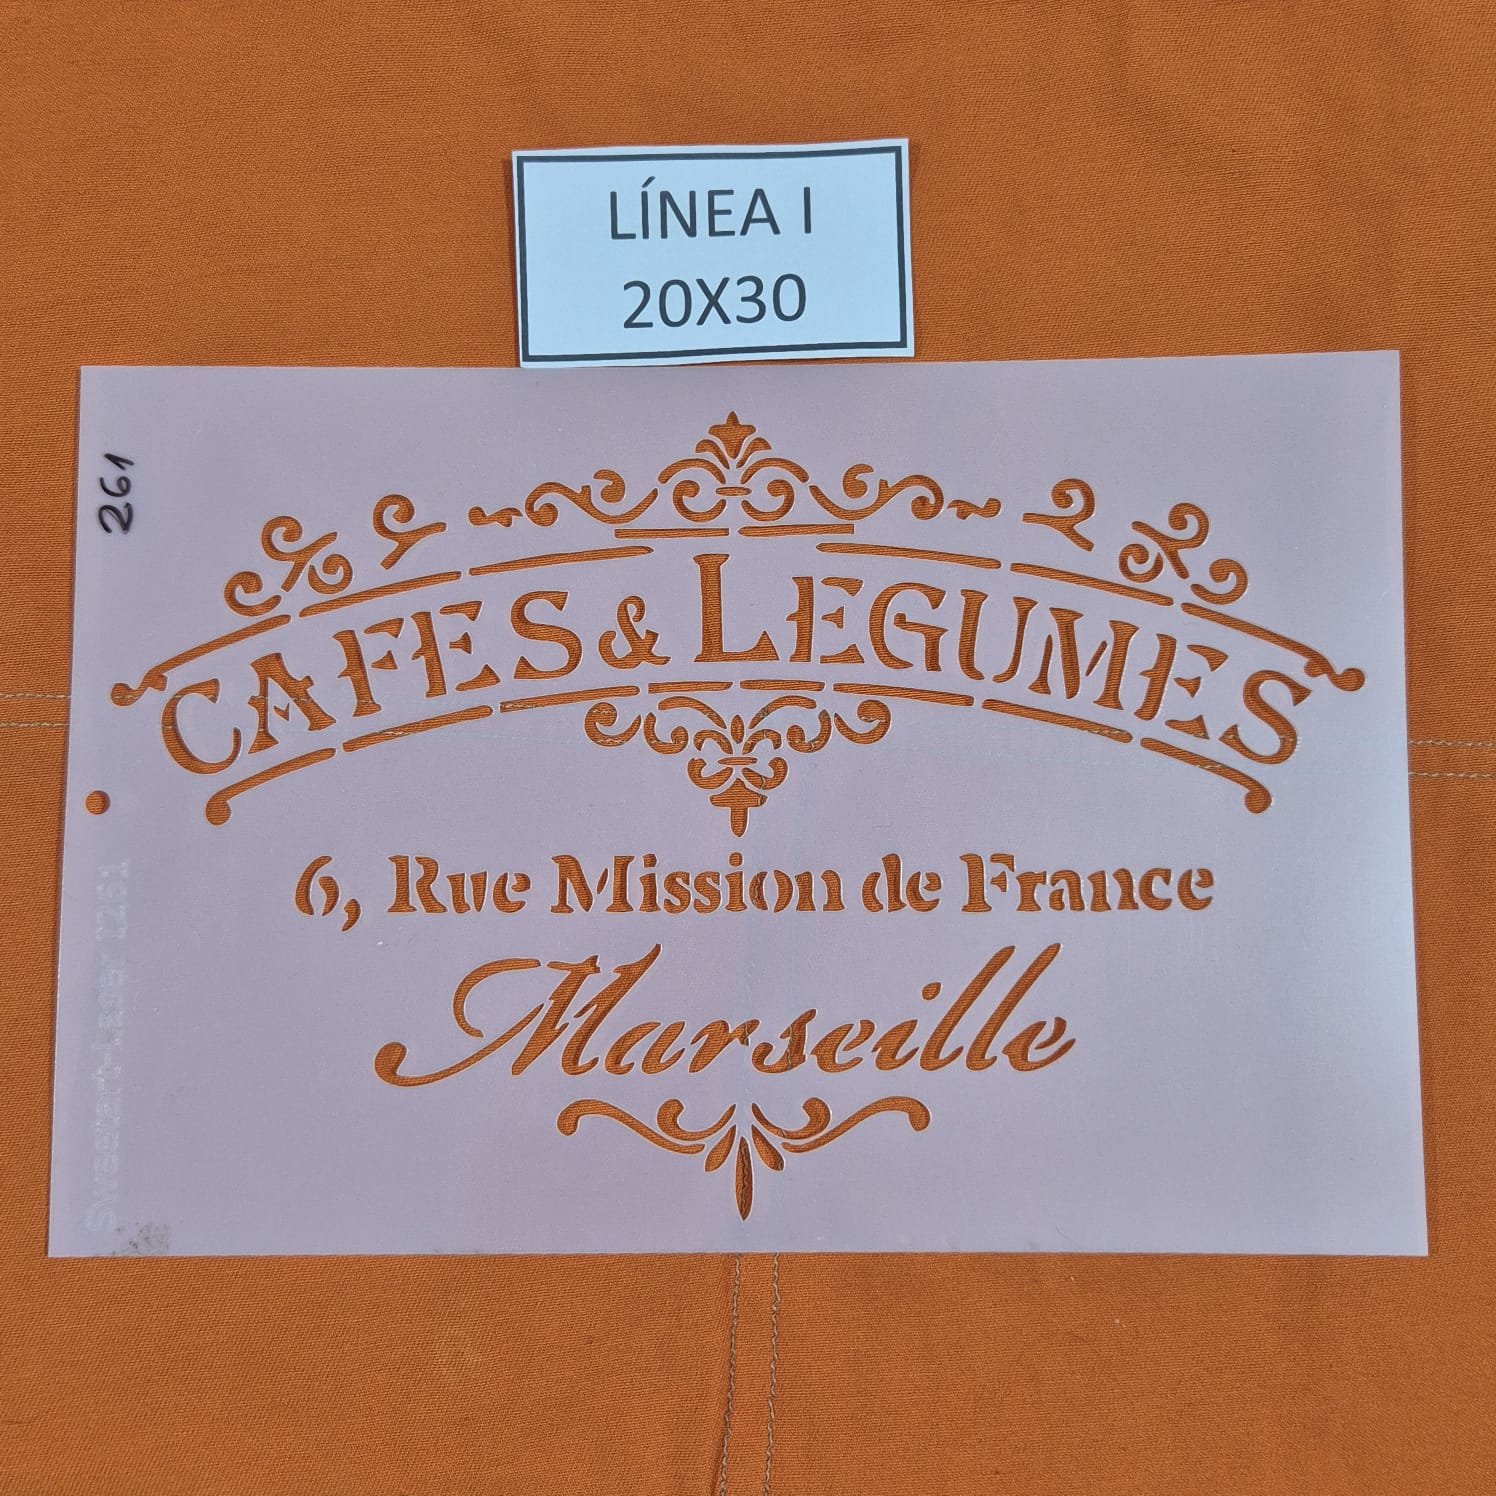 LÍNEA I
20X30
261
CAFES & LEGUMES
6, Rue Mission de France
Marseille